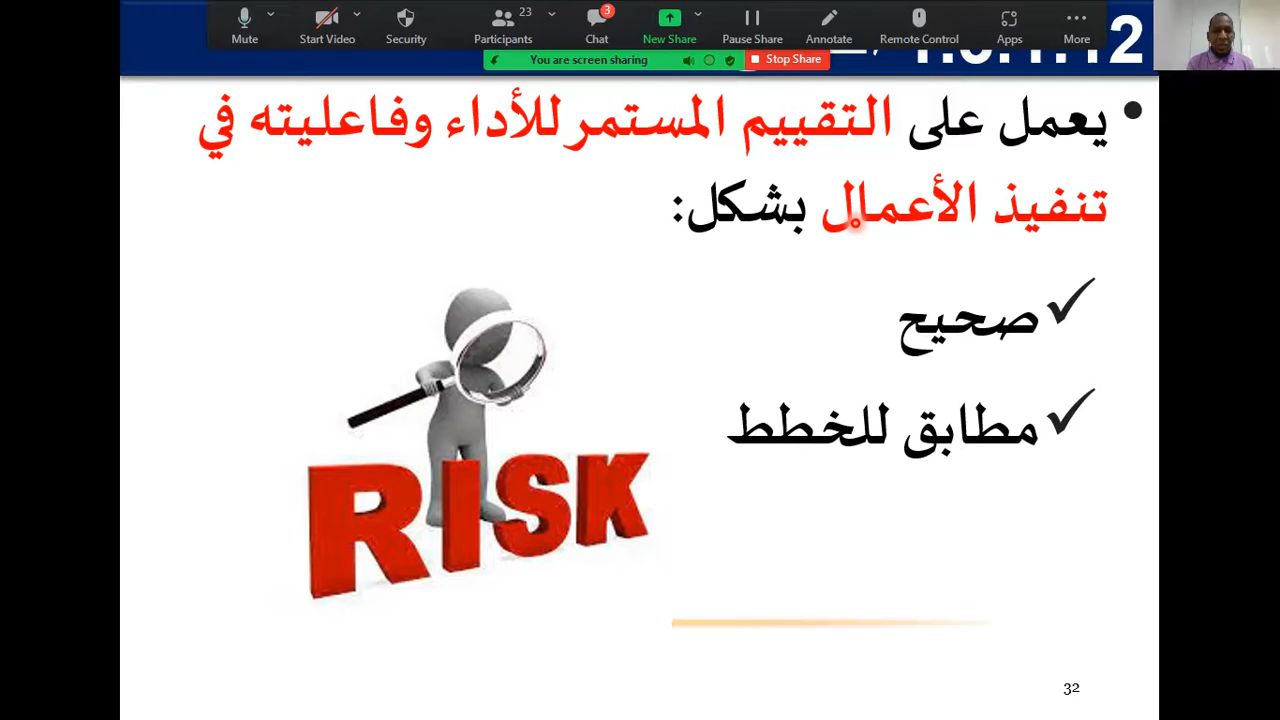 Mute
Start Video
Security
Participants 23
Chat 3
New Share
Pause Share
Annotate
Remote Control
Apps
More
You are screen sharing
Stop Share
• يعمل على التقييم المستمر للأداء وفاعليته في
تنفيذ الأعمال بشكل:
✓ صحيح
✓ مطابق للخطط
RISK
32